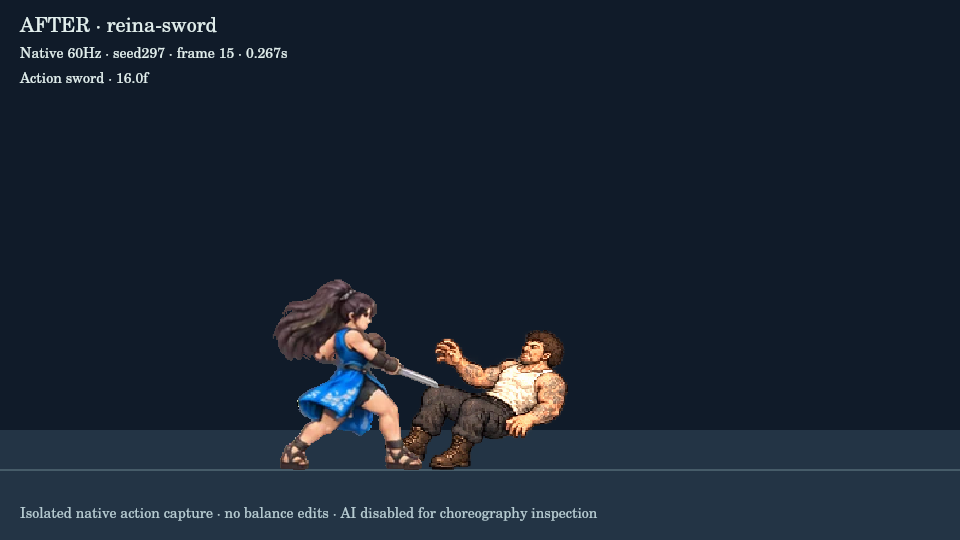 AFTER · reina-sword
Native 60Hz · seed297 · frame 15 · 0.267s
Action sword · 16.0f
Isolated native action capture · no balance edits · AI disabled for choreography inspection